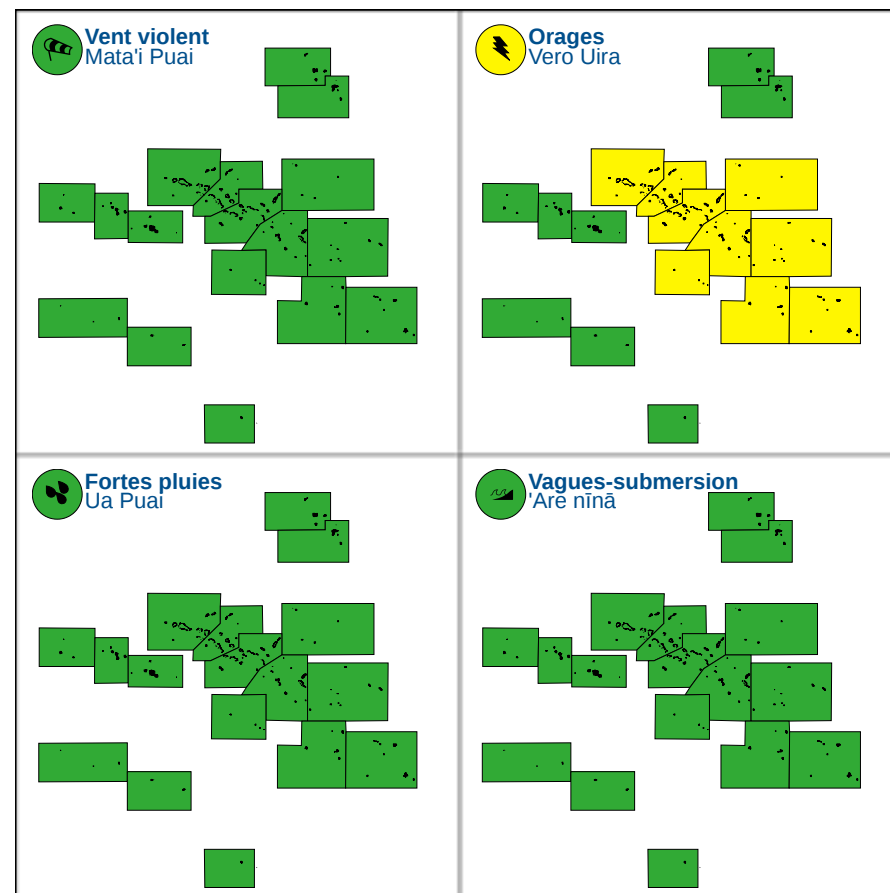 Vent violent
Mata'i Puai
Orages
Vero Uira
Fortes pluies
Ua Puai
Vagues-submersion
'Are nīnā